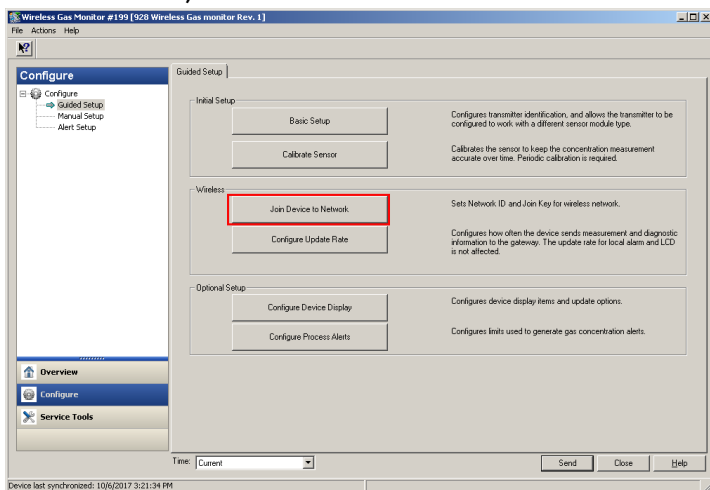 Wireless Gas Monitor #199 [928 Wireless Gas monitor Rev. 1]
File Actions Help
Configure
Configure
Guided Setup
Manual Setup
Alert Setup
Overview
Configure
Service Tools
Guided Setup
Initial Setup
Basic Setup
Configures transmitter identification, and allows the transmitter to be
configured to work with a different sensor module type.
Calibrate Sensor
Calibrates the sensor to keep the concentration measurement
accurate over time. Periodic calibration is required.
Wireless
Join Device to Network
Sets Network ID and Join Key for wireless network.
Configure Update Rate
Configures how often the device sends measurement and diagnostic
information to the gateway. The update rate for local alarm and LCD
is not affected.
Optional Setup
Configure Device Display
Configures device display items and update options.
Configure Process Alerts
Configures limits used to generate gas concentration alerts.
Time: Current
Send Close Help
Device last synchronized: 10/6/2017 3:21:34 PM